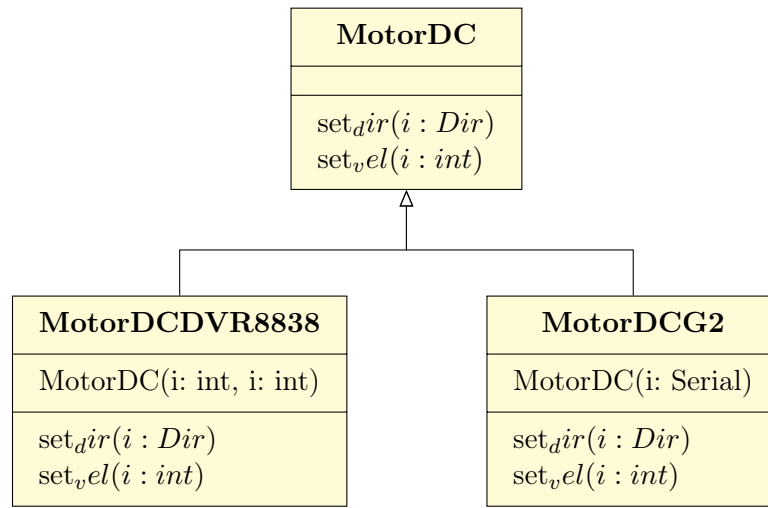 MotorDC
set_dir(i : Dir)
set_vel(i : int)
MotorDCDVR8838
MotorDC(i: int, i: int)
set_dir(i : Dir)
set_vel(i : int)
MotorDCG2
MotorDC(i: Serial)
set_dir(i : Dir)
set_vel(i : int)